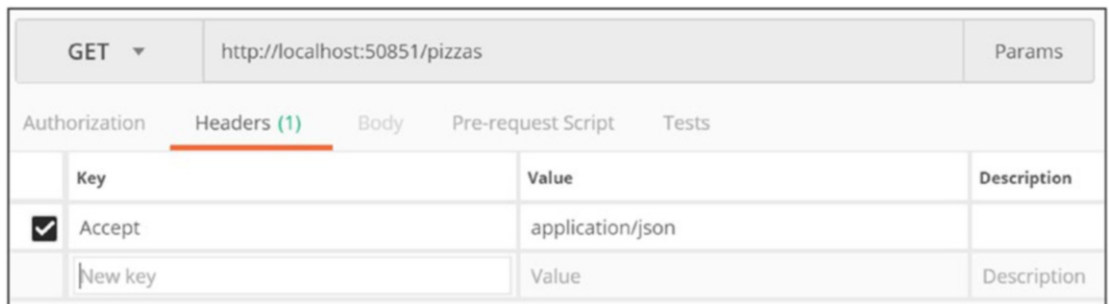 GET http://localhost:50851/pizzas Params
Authorization Headers (1) Body Pre-request Script Tests
Key Value Description
Accept application/json
New key Value Description